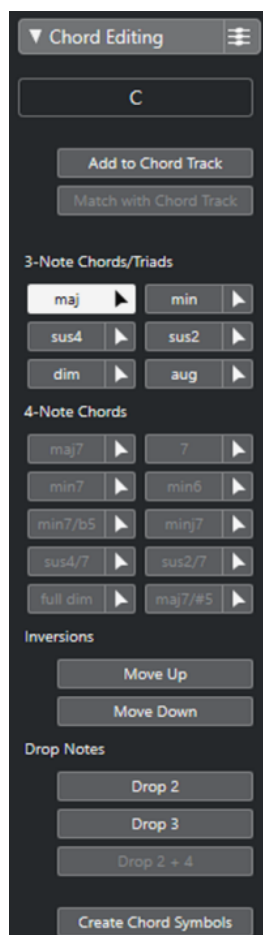 Chord Editing
C
Add to Chord Track
Match with Chord Track
3-Note Chords/Triads
maj min
sus4 sus2
dim aug
4-Note Chords
maj7 7
min7 min6
min7/b5 minj7
sus4/7 sus2/7
full dim maj7/#5
Inversions
Move Up
Move Down
Drop Notes
Drop 2
Drop 3
Drop 2 + 4
Create Chord Symbols